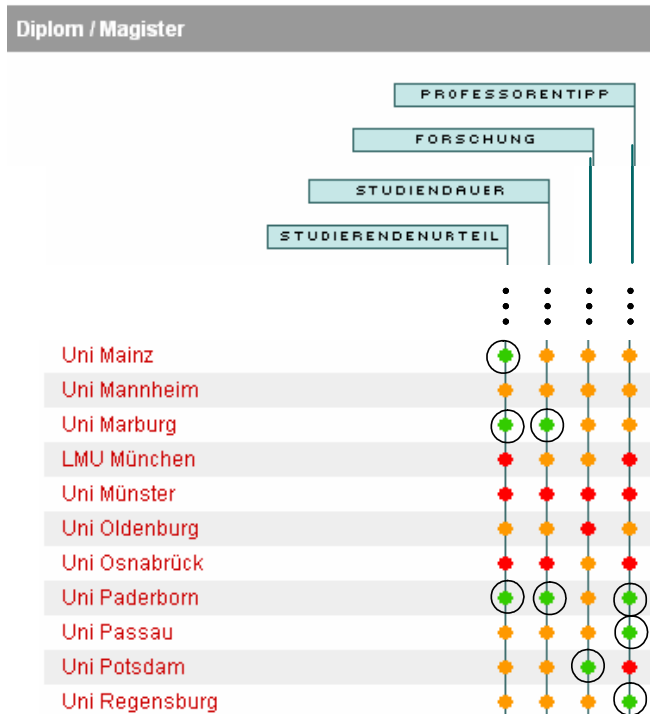 Diplom / Magister
PROFESSORENTIPP
FORSCHUNG
STUDIENDAUER
STUDIERENDENURTEIL
Uni Mainz
Uni Mannheim
Uni Marburg
LMU München
Uni Münster
Uni Oldenburg
Uni Osnabrück
Uni Paderborn
Uni Passau
Uni Potsdam
Uni Regensburg